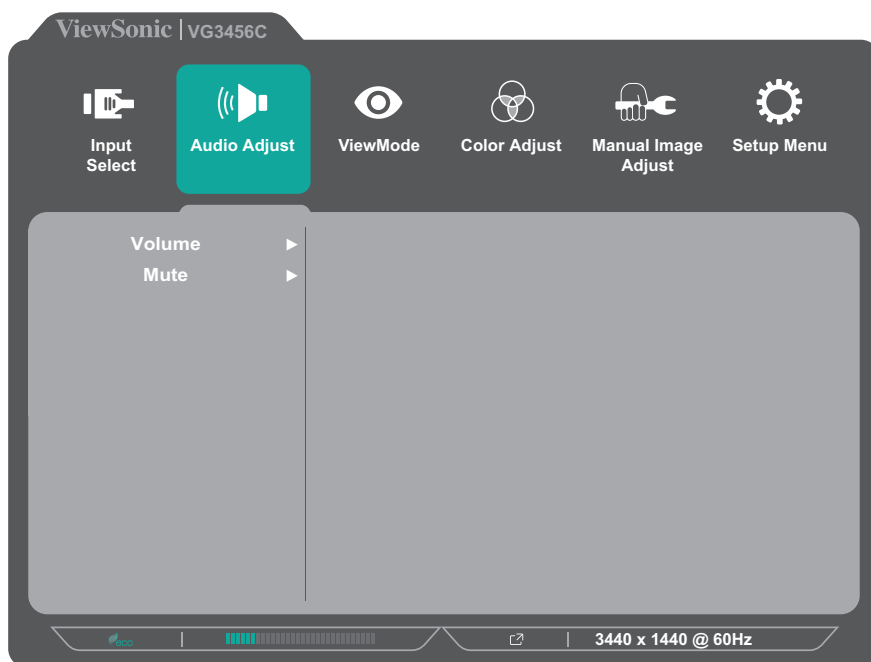 ViewSonic | VG3456C
Input Select
Audio Adjust
ViewMode
Color Adjust
Manual Image Adjust
Setup Menu
Volume
Mute
eco
3440 x 1440 @ 60Hz